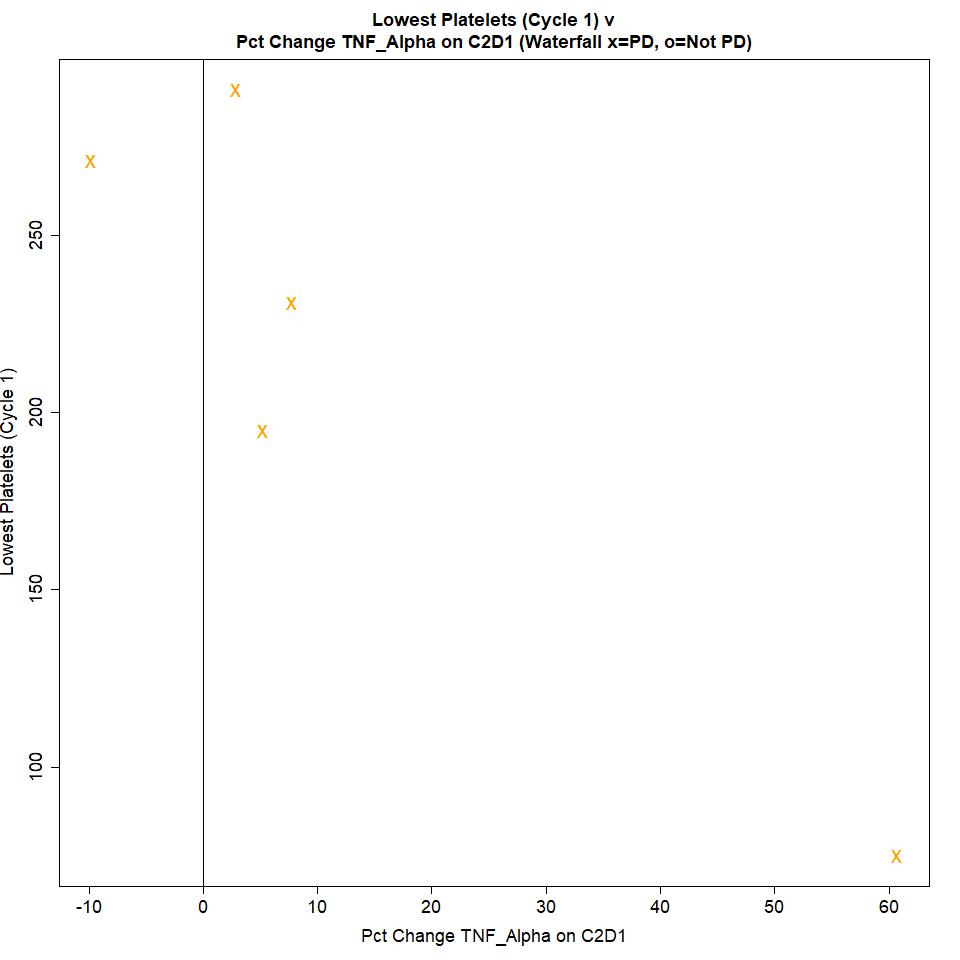 Lowest Platelets (Cycle 1) v
Pct Change TNF_Alpha on C2D1 (Waterfall x=PD, o=Not PD)
Lowest Platelets (Cycle 1)
250
200
150
100
X
X
X
X
X
-10 0 10 20 30 40 50 60
Pct Change TNF_Alpha on C2D1